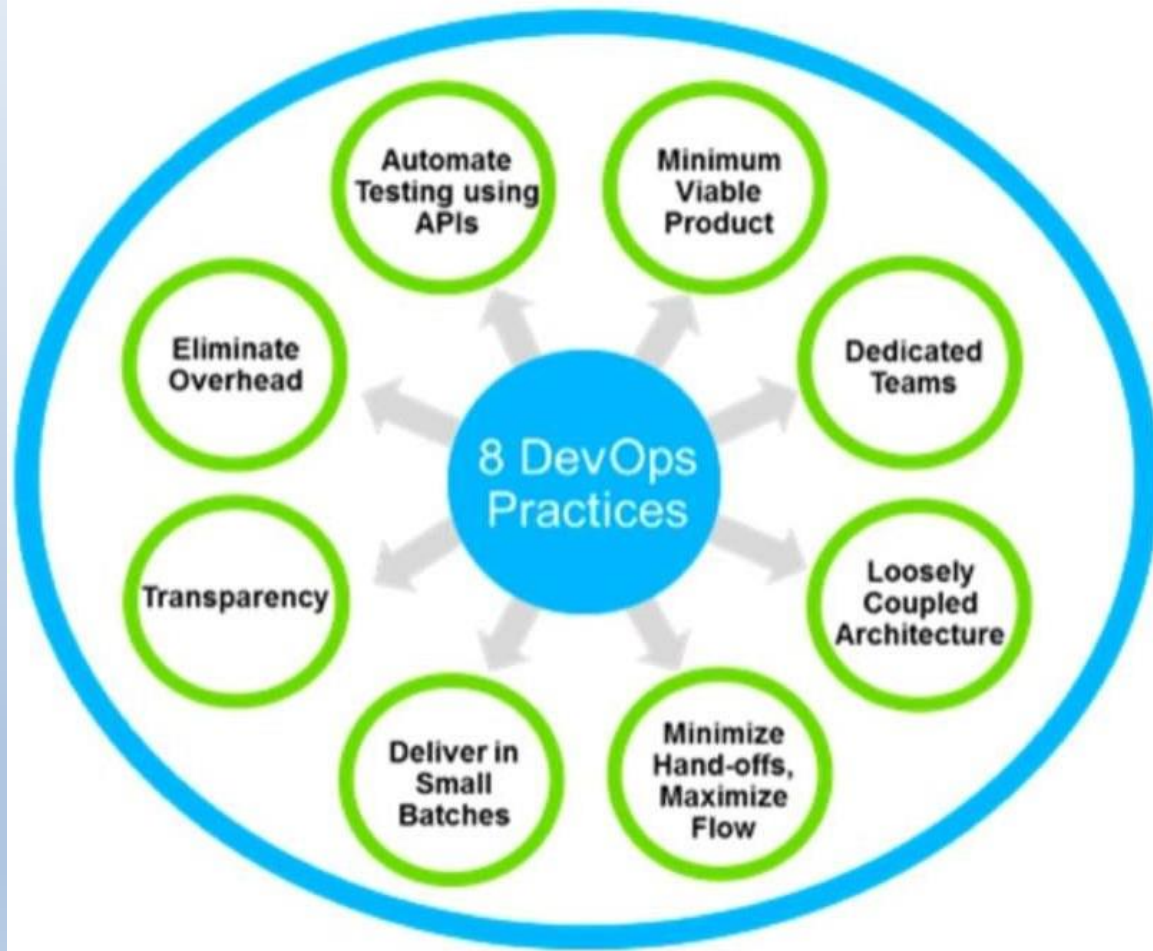 Automate
Testing using
APIs
Minimum
Viable
Product
Eliminate
Overhead
Dedicated
Teams
8 DevOps
Practices
Transparency
Loosely
Coupled
Architecture
Deliver in
Small
Batches
Minimize
Hand-offs,
Maximize
Flow